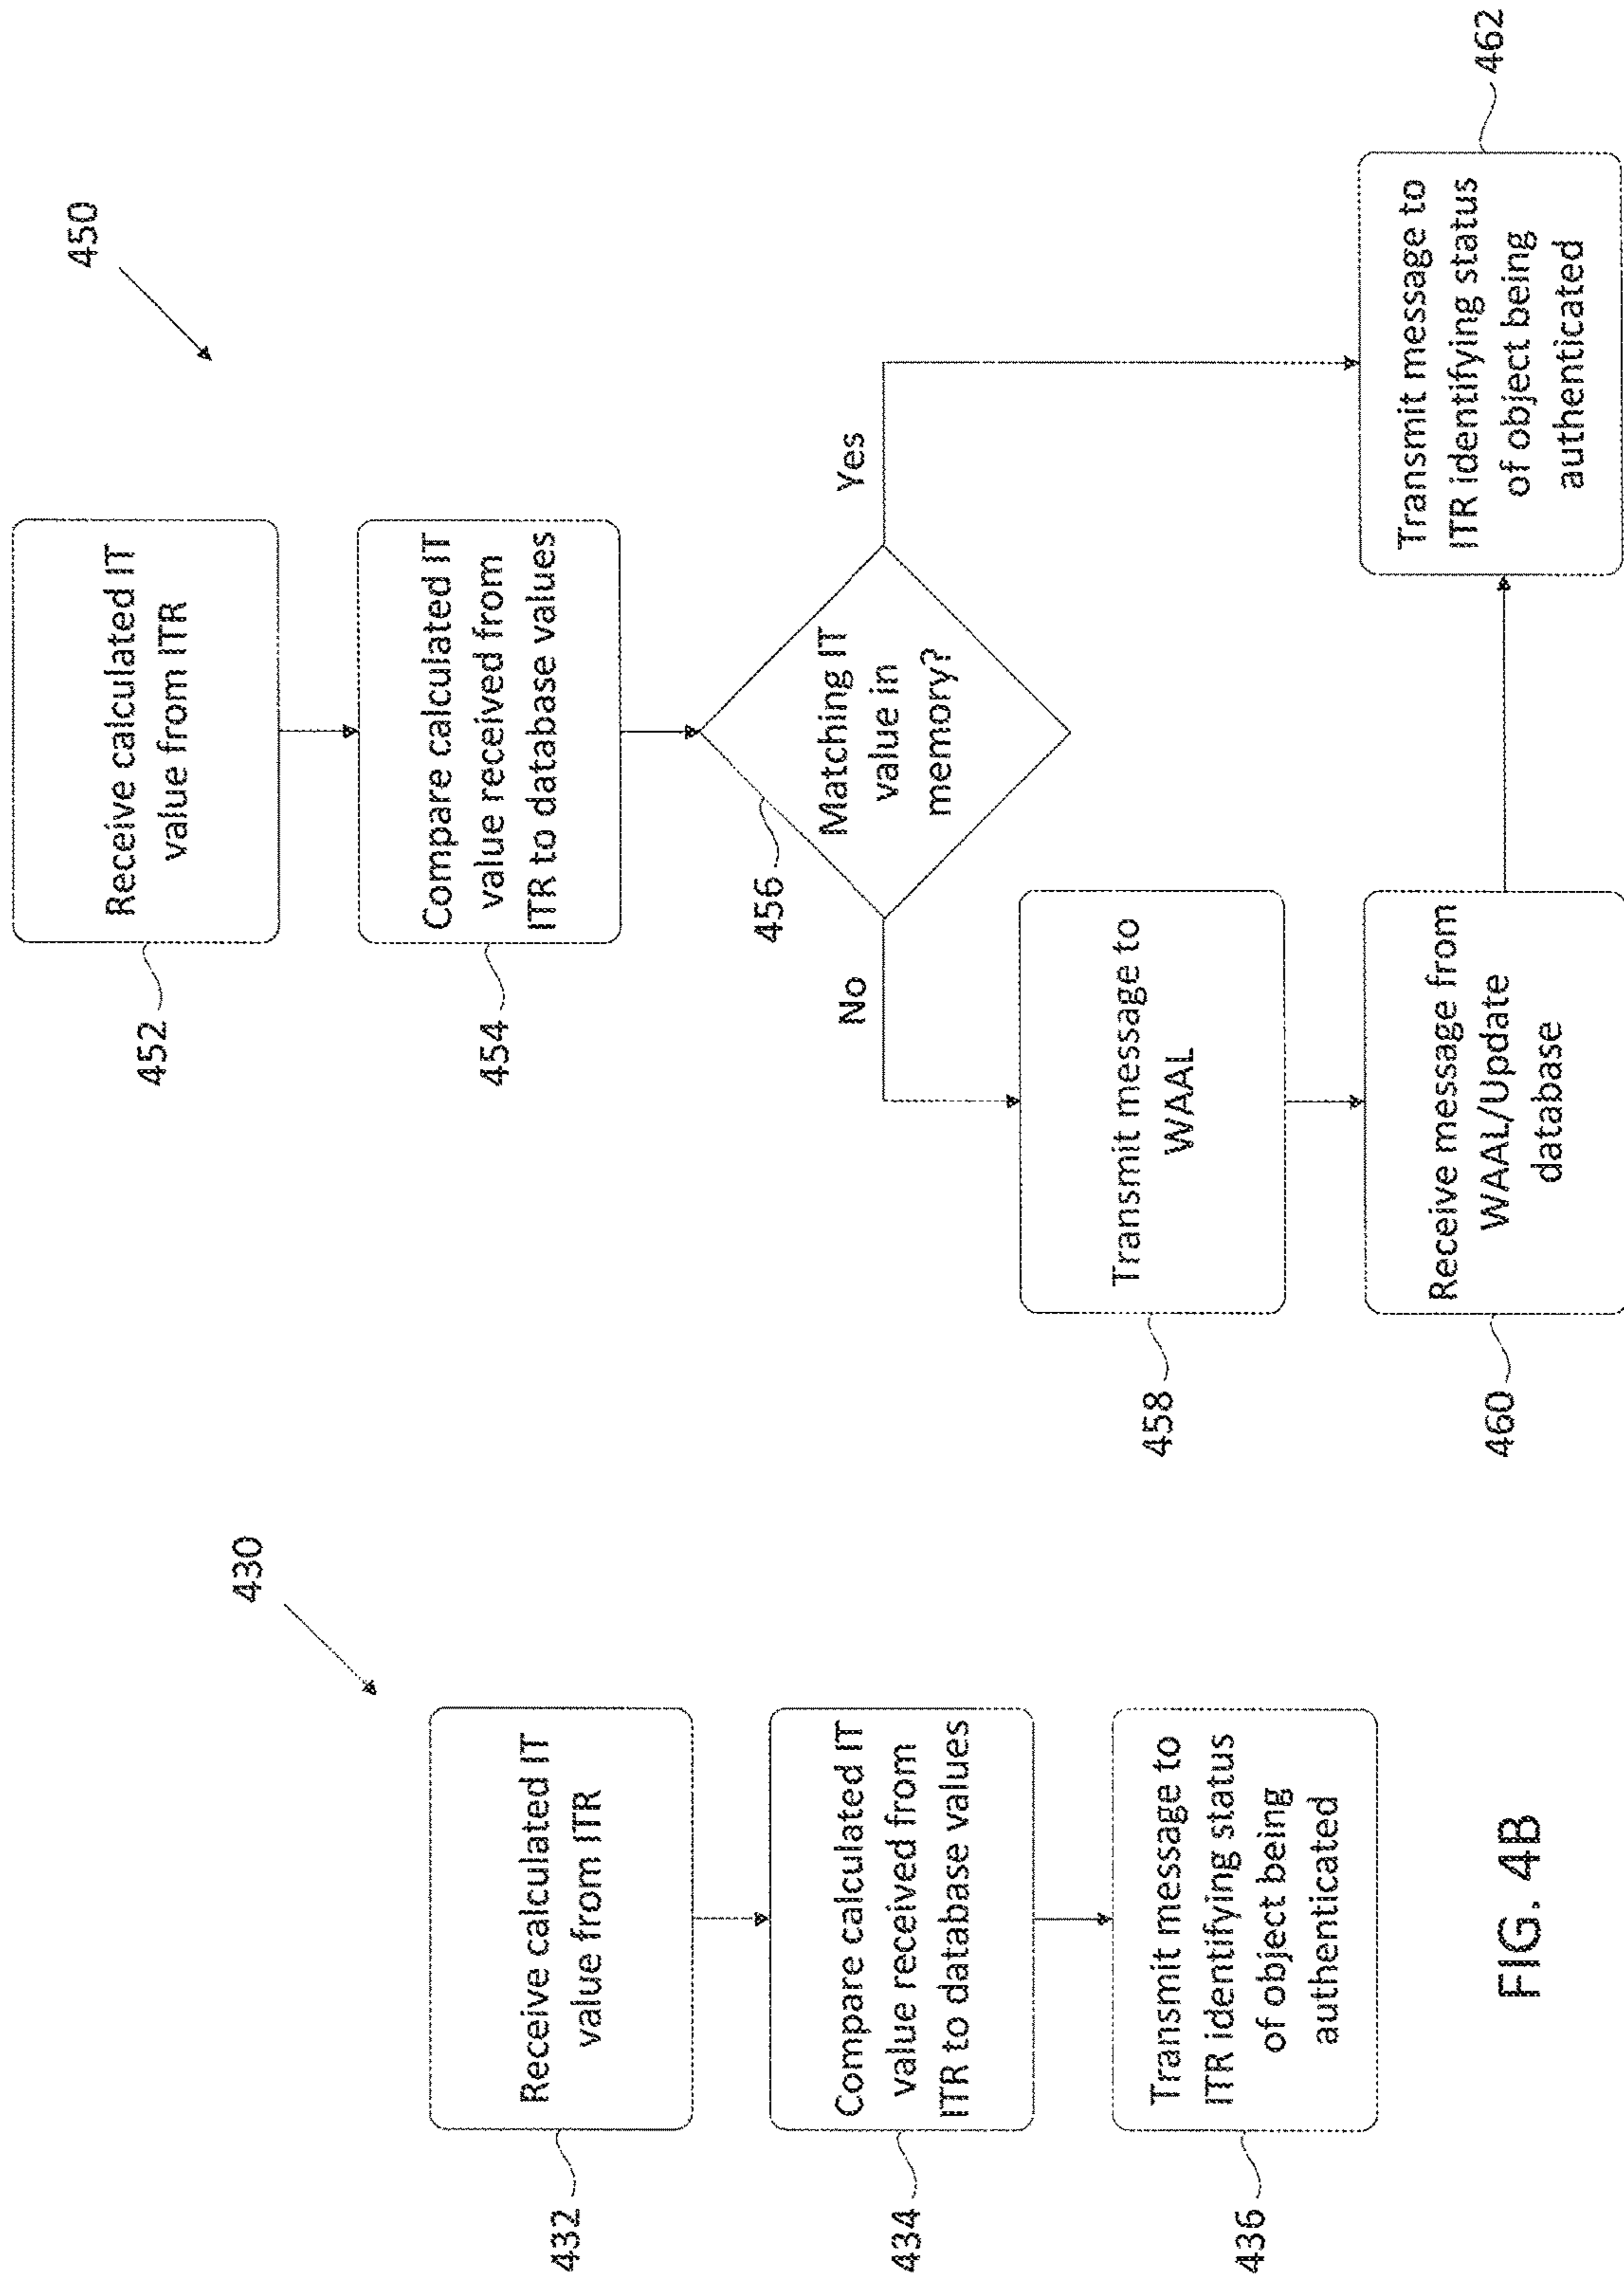 430
432
Receive calculated IT
value from ITR
434
Compare calculated IT
value received from
ITR to database values
436
Transmit message to
ITR identifying status
of object being
authenticated
FIG. 4B
450
452
Receive calculated IT
value from ITR
454
Compare calculated IT
value received from
ITR to database values
456
Matching IT
value in
memory?
No
Yes
458
Transmit message to
WAAL
460
Receive message from
WAAL/Update
database
Transmit message to
ITR identifying status
of object being
authenticated
462